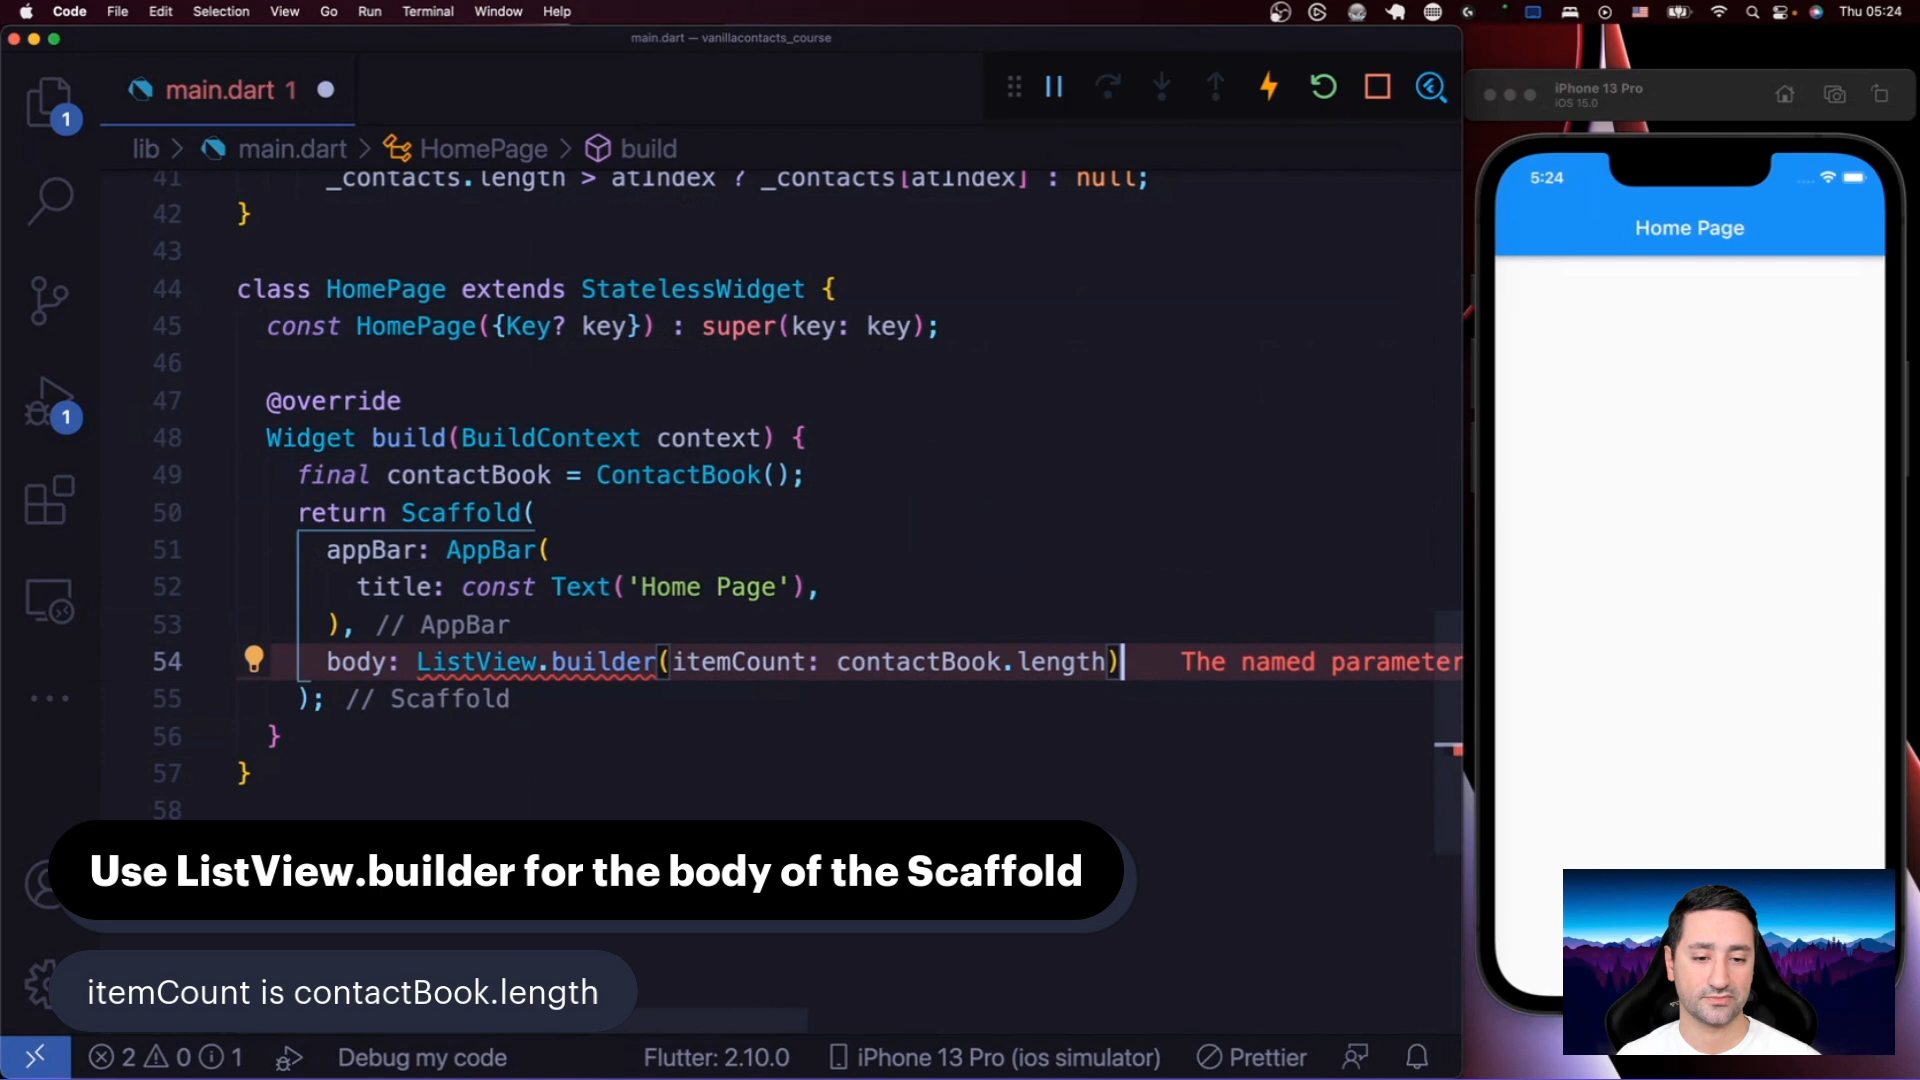 Code File Edit Selection View Go Run Terminal Window Help
Thu 05:24
main.dart — vanillacontacts_course
main.dart 1
1
lib > main.dart > HomePage > build
41 _contacts.length > atIndex ? _contacts[atIndex] : null;
42 }
43
44 class HomePage extends StatelessWidget {
45 const HomePage({Key? key}) : super(key: key);
46
47 @override
48 Widget build(BuildContext context) {
49 final contactBook = ContactBook();
50 return Scaffold(
51 appBar: AppBar(
52 title: const Text('Home Page'),
53 ), // AppBar
54 body: ListView.builder(itemCount: contactBook.length) The named parameter
55 ); // Scaffold
56 }
57 }
58
1
Use ListView.builder for the body of the Scaffold
itemCount is contactBook.length
2 0 1 Debug my code Flutter: 2.10.0 iPhone 13 Pro (ios simulator) Prettier
iPhone 13 Pro
iOS 15.0
5:24
Home Page